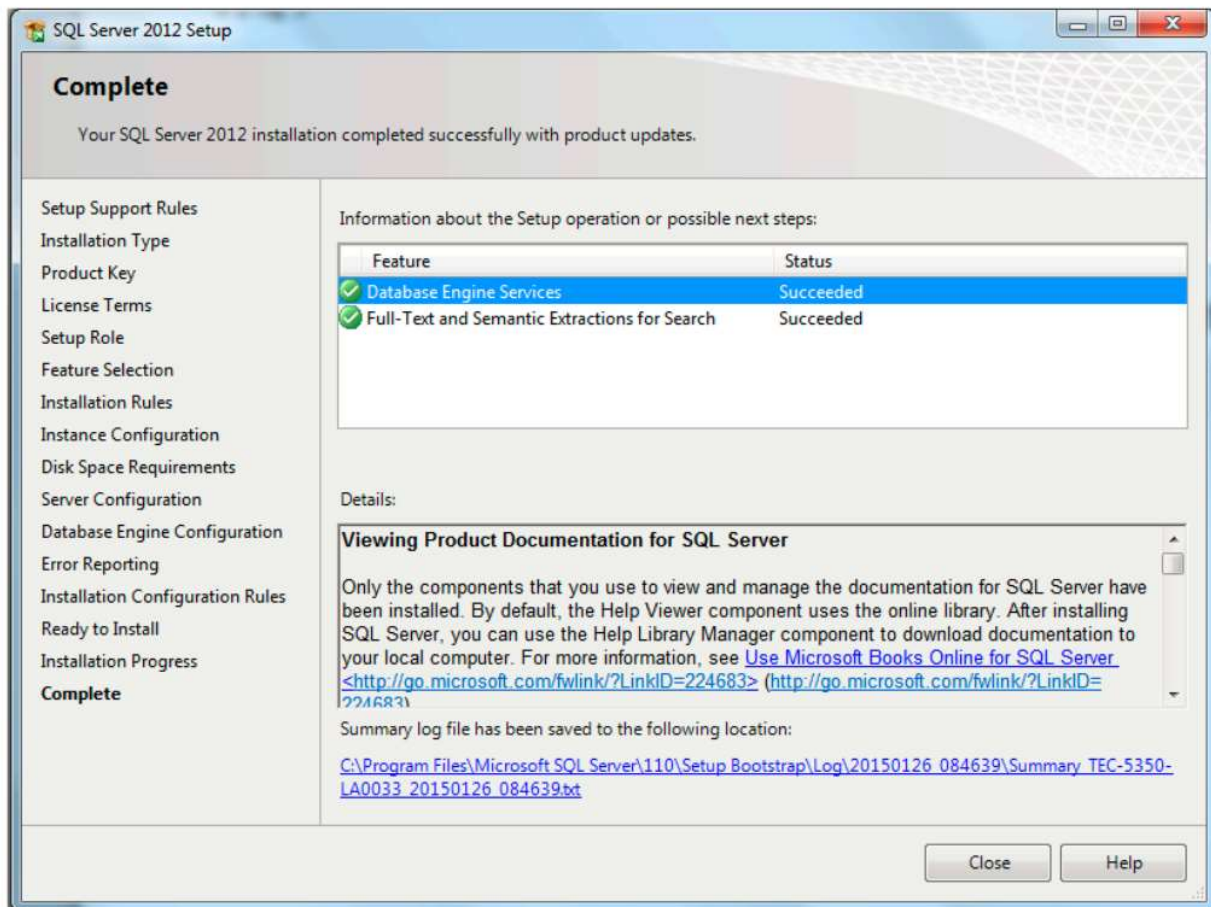 SQL Server 2012 Setup
Complete
Your SQL Server 2012 installation completed successfully with product updates.
Setup Support Rules
Installation Type
Product Key
License Terms
Setup Role
Feature Selection
Installation Rules
Instance Configuration
Disk Space Requirements
Server Configuration
Database Engine Configuration
Error Reporting
Installation Configuration Rules
Ready to Install
Installation Progress
Complete
Information about the Setup operation or possible next steps:
Feature Status
Database Engine Services Succeeded
Full-Text and Semantic Extractions for Search Succeeded
Details:
Viewing Product Documentation for SQL Server
Only the components that you use to view and manage the documentation for SQL Server have
been installed. By default, the Help Viewer component uses the online library. After installing
SQL Server, you can use the Help Library Manager component to download documentation to
your local computer. For more information, see Use Microsoft Books Online for SQL Server
<http://go.microsoft.com/fwlink/?LinkID=224683> (http://go.microsoft.com/fwlink/?LinkID=
224683)
Summary log file has been saved to the following location:
C:\Program Files\Microsoft SQL Server\110\Setup Bootstrap\Log\20150126_084639\Summary_TEC-5350-
LA0033_20150126_084639.txt
Close Help